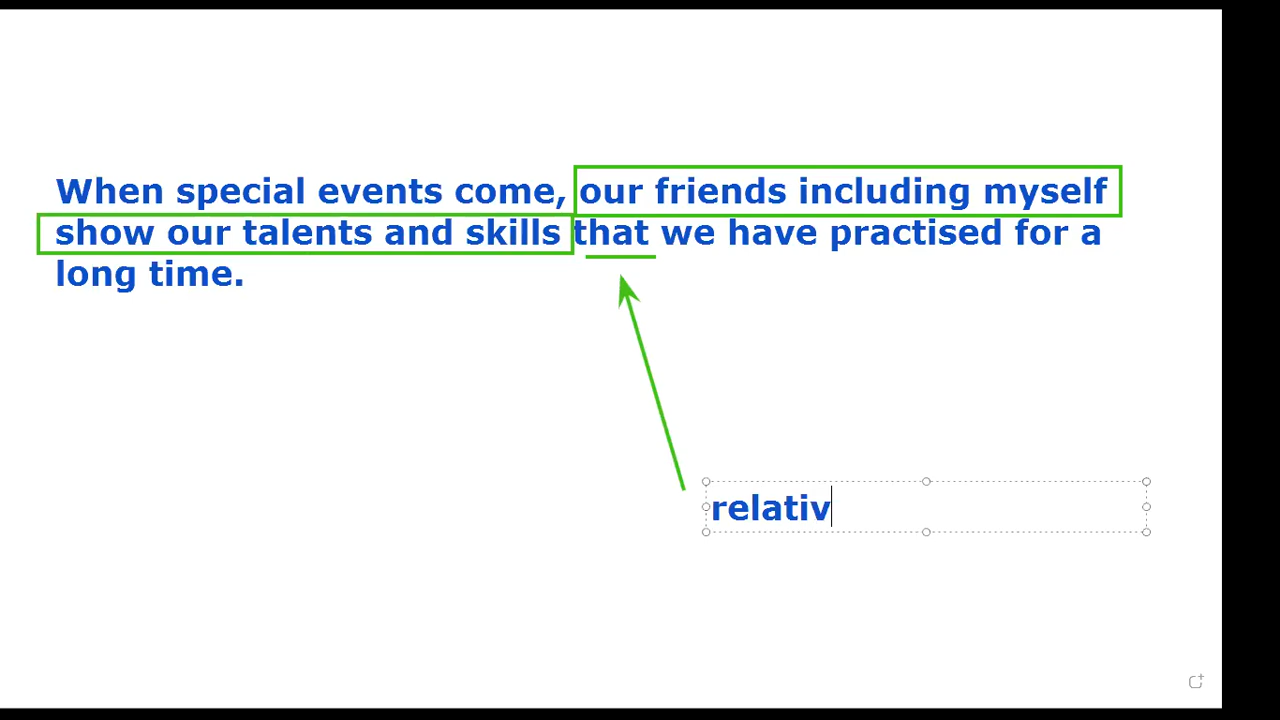 When special events come, our friends including myself
show our talents and skills that we have practised for a
long time.
relativ